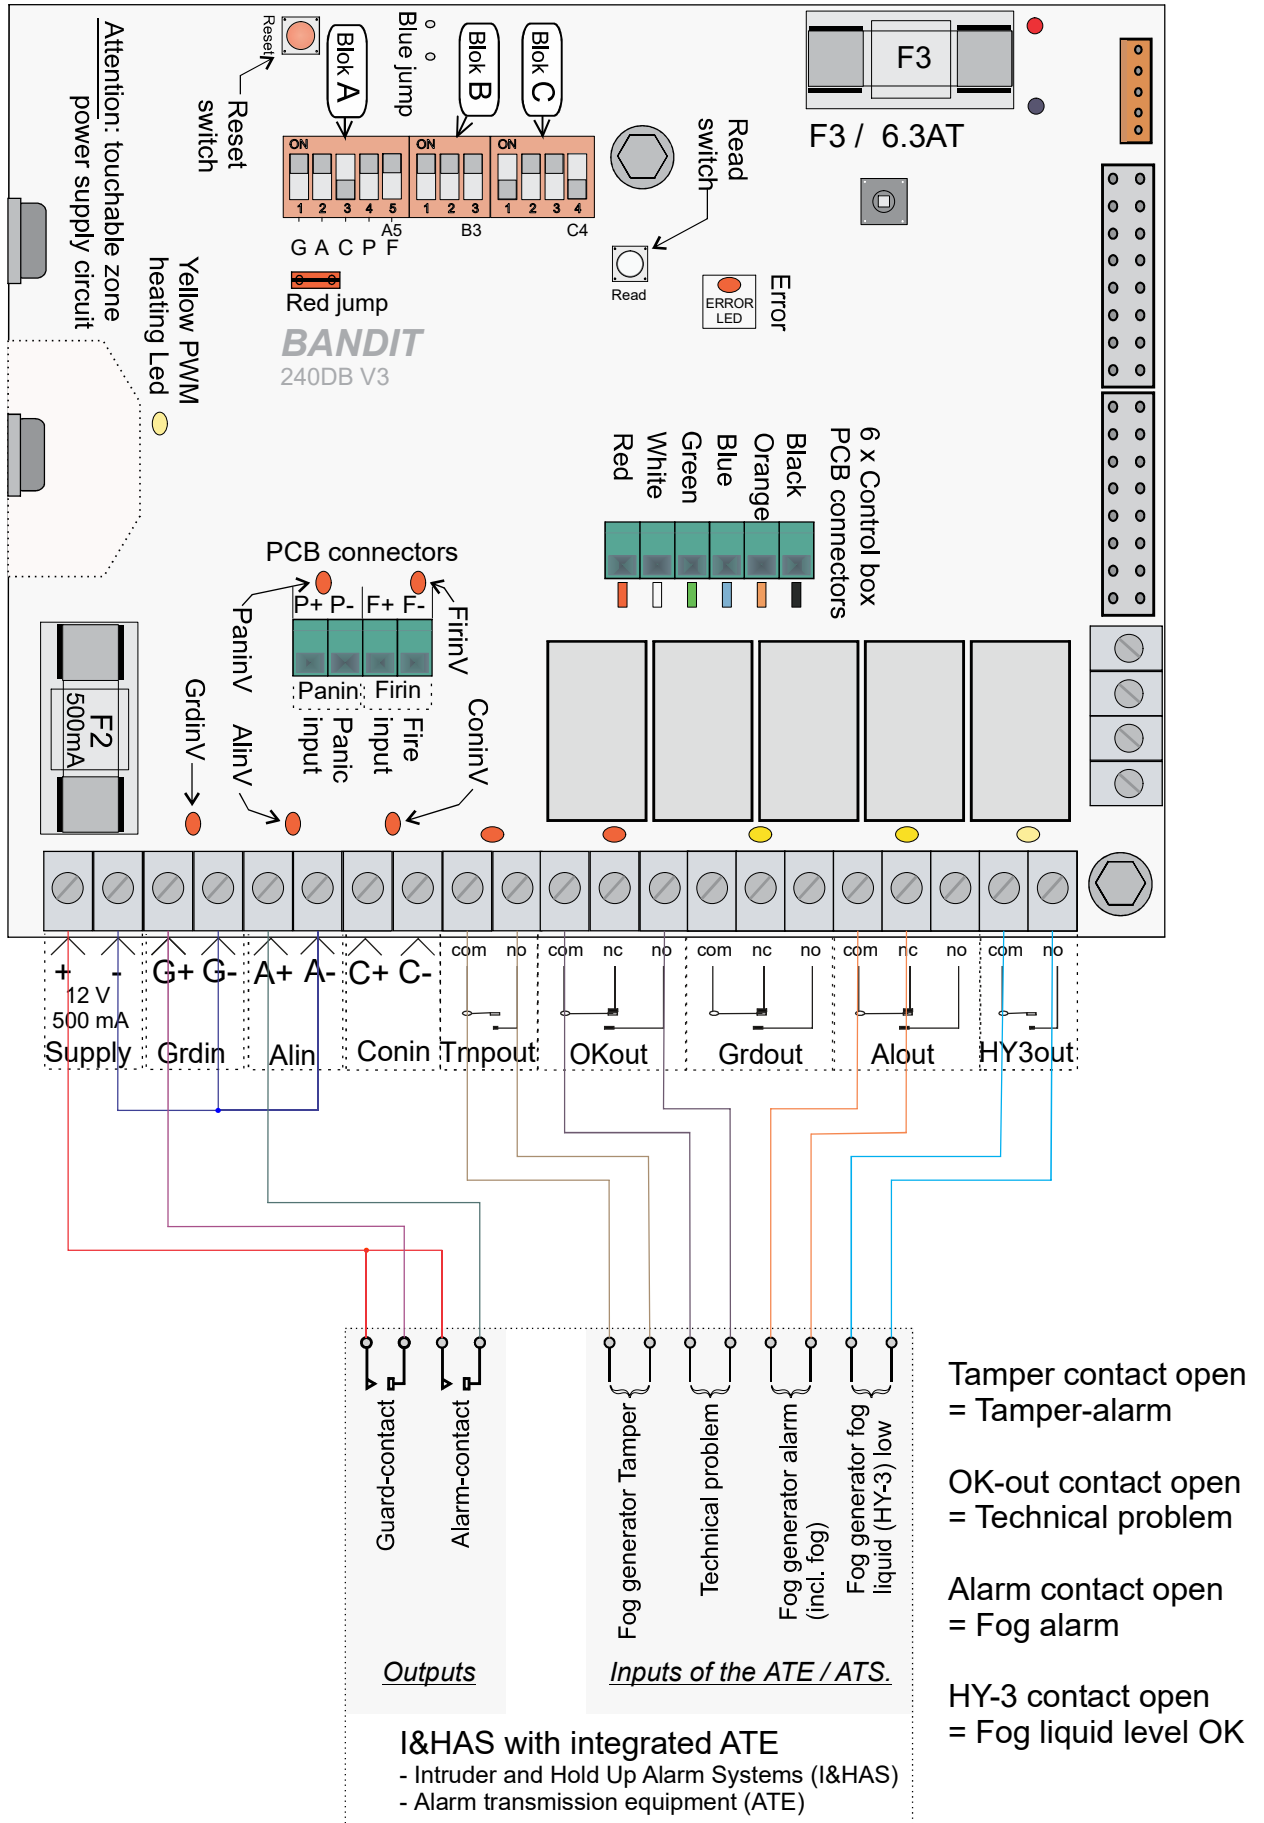 Attention: touchable zone
power supply circuit
Reset
Reset
switch
Blok A
Blue jump
Blok B
Blok C
ON
1 2 3 4 5
ON
1 2 3
ON
1 2 3 4
A5
B3
C4
G A C P F
Red jump
BANDIT
240DB V3
Read
switch
Read
F3
F3 / 6.3AT
ERROR
LED
Error
Yellow PWM
heating Led
Red
White
Green
Blue
Orange
Black
6 x Control box
PCB connectors
PCB connectors
P+ P- F+ F-
PaninV
FirinV
Panin
Firin
Panic
input
Fire
input
GrdinV
AlinV
ConinV
F2
500mA
+ - G+ G- A+ A- C+ C-
com no com nc no com nc no com nc no com no
12 V
500 mA
Supply Grdin Alin Conin Tmpout OKout Grdout Alout HY3out
Guard-contact
Alarm-contact
Fog generator Tamper
Technical problem
Fog generator alarm
(incl. fog)
Fog generator fog
liquid (HY-3) low
Outputs
Inputs of the ATE / ATS.
I&HAS with integrated ATE
- Intruder and Hold Up Alarm Systems (I&HAS)
- Alarm transmission equipment (ATE)
Tamper contact open
= Tamper-alarm
OK-out contact open
= Technical problem
Alarm contact open
= Fog alarm
HY-3 contact open
= Fog liquid level OK